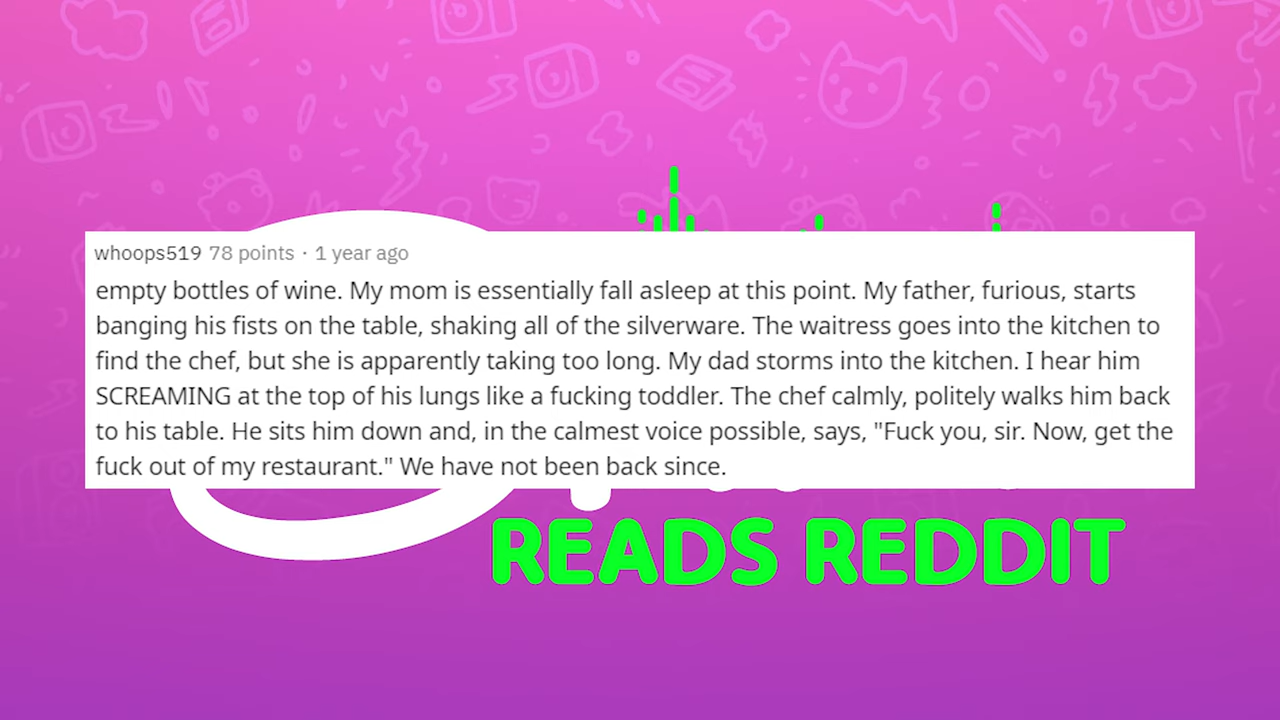 whoops519 78 points · 1 year ago
empty bottles of wine. My mom is essentially fall asleep at this point. My father, furious, starts
banging his fists on the table, shaking all of the silverware. The waitress goes into the kitchen to
find the chef, but she is apparently taking too long. My dad storms into the kitchen. I hear him
SCREAMING at the top of his lungs like a fucking toddler. The chef calmly, politely walks him back
to his table. He sits him down and, in the calmest voice possible, says, "Fuck you, sir. Now, get the
fuck out of my restaurant." We have not been back since.
READS REDDIT